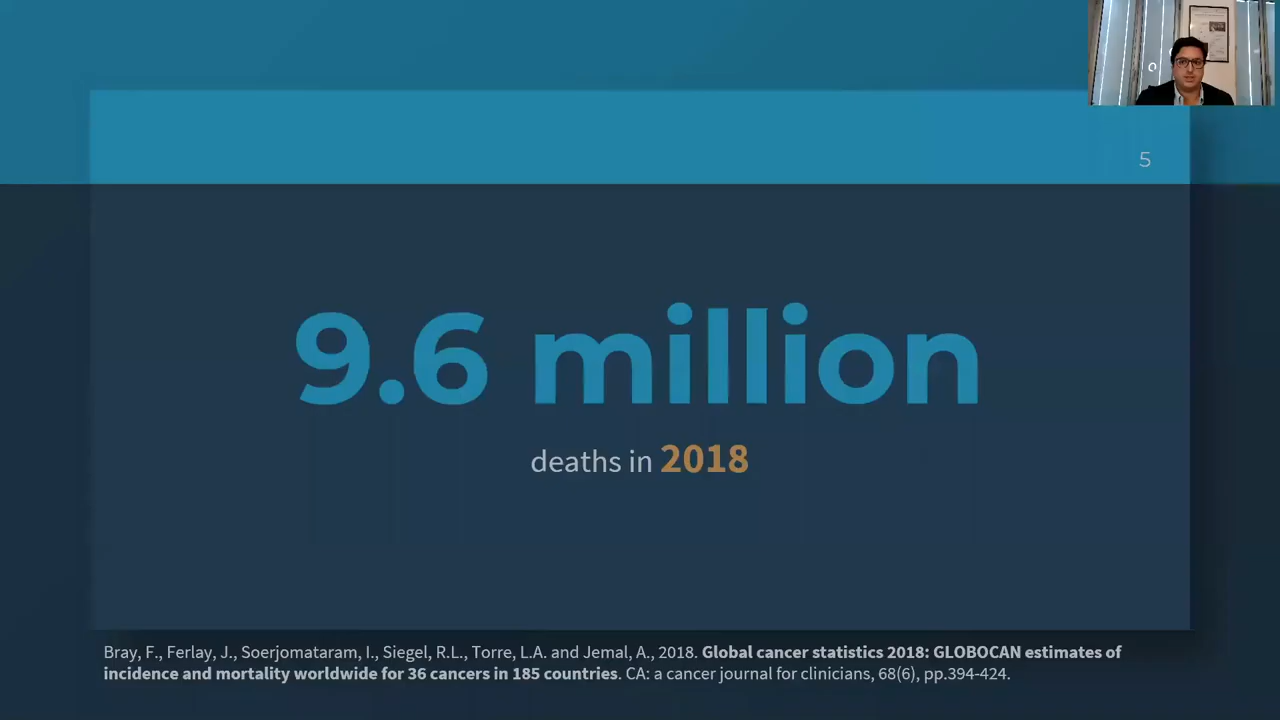 5
9.6 million
deaths in 2018
Bray, F., Ferlay, J., Soerjomataram, I., Siegel, R.L., Torre, L.A. and Jemal, A., 2018. Global cancer statistics 2018: GLOBOCAN estimates of
incidence and mortality worldwide for 36 cancers in 185 countries. CA: a cancer journal for clinicians, 68(6), pp.394-424.